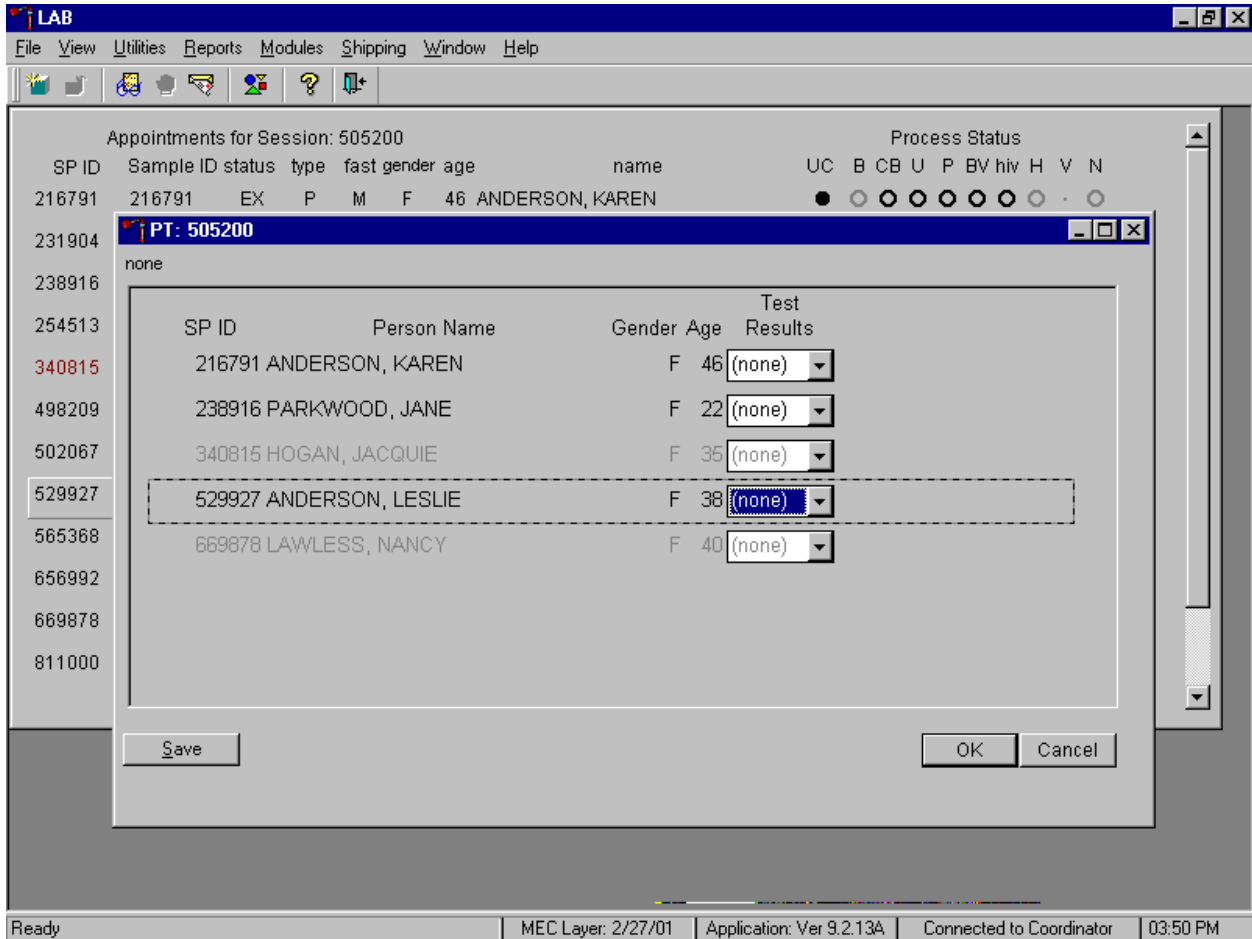 LAB
File View Utilities Reports Modules Shipping Window Help
Appointments for Session: 505200 Process Status
SP ID Sample ID status type fast gender age name UC B CB U P BV hiv H V N
216791 216791 EX P M F 46 ANDERSON, KAREN
231904
238916
254513
340815
498209
502067
529927
565368
656992
669878
811000
PT: 505200
none
Test
SP ID Person Name Gender Age Results
216791 ANDERSON, KAREN F 46 (none)
238916 PARKWOOD, JANE F 22 (none)
340815 HOGAN, JACQUIE F 35 (none)
529927 ANDERSON, LESLIE F 38 (none)
669878 LAWLESS, NANCY F 40 (none)
Save OK Cancel
Ready MEC Layer: 2/27/01 Application: Ver 9.2.13A Connected to Coordinator 03:50 PM